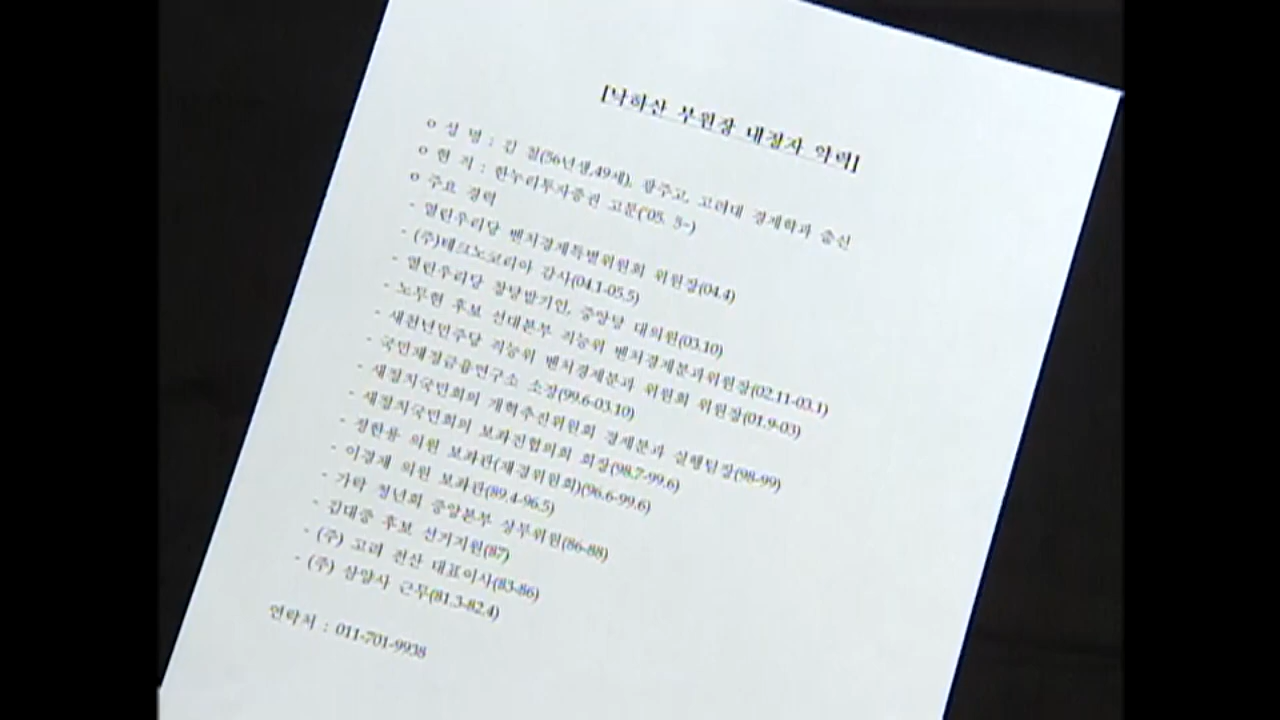 [낙하산 부원장 내정자 약력]
o 성 명 : 김 철(56년생,49세), 광주고, 고려대 경제학과 출신
o 현 직 : 한누리투자증권 고문('05. 5~)
o 주요 경력
- 열린우리당 벤처경제특별위원회 위원장(04.4)
- (주)테크노코리아 감사(04.1-05.5)
- 열린우리당 창당발기인, 중앙당 대의원(03.10)
- 노무현 후보 선대본부 직능위 벤처경제분과위원장(02.11-03.1)
- 새천년민주당 직능위 벤처경제분과 위원회 위원장(01.9-03)
- 국민재정금융연구소 소장(99.6-03.10)
- 새정치국민회의 개혁추진위원회 경제분과 실행팀장(98-99)
- 새정치국민회의 보좌진협의회 회장(98.7-99.6)
- 정한용 의원 보좌관(재경위원회)(96.6-99.6)
- 이경재 의원 보좌관(89.4-96.5)
- 가락 청년회 중앙본부 상무위원(86-88)
- 김대중 후보 선거지원(87)
- (주) 고려 전산 대표이사(83-86)
- (주) 삼양사 근무(81.3-82.4)
연락처 : 011-701-9938